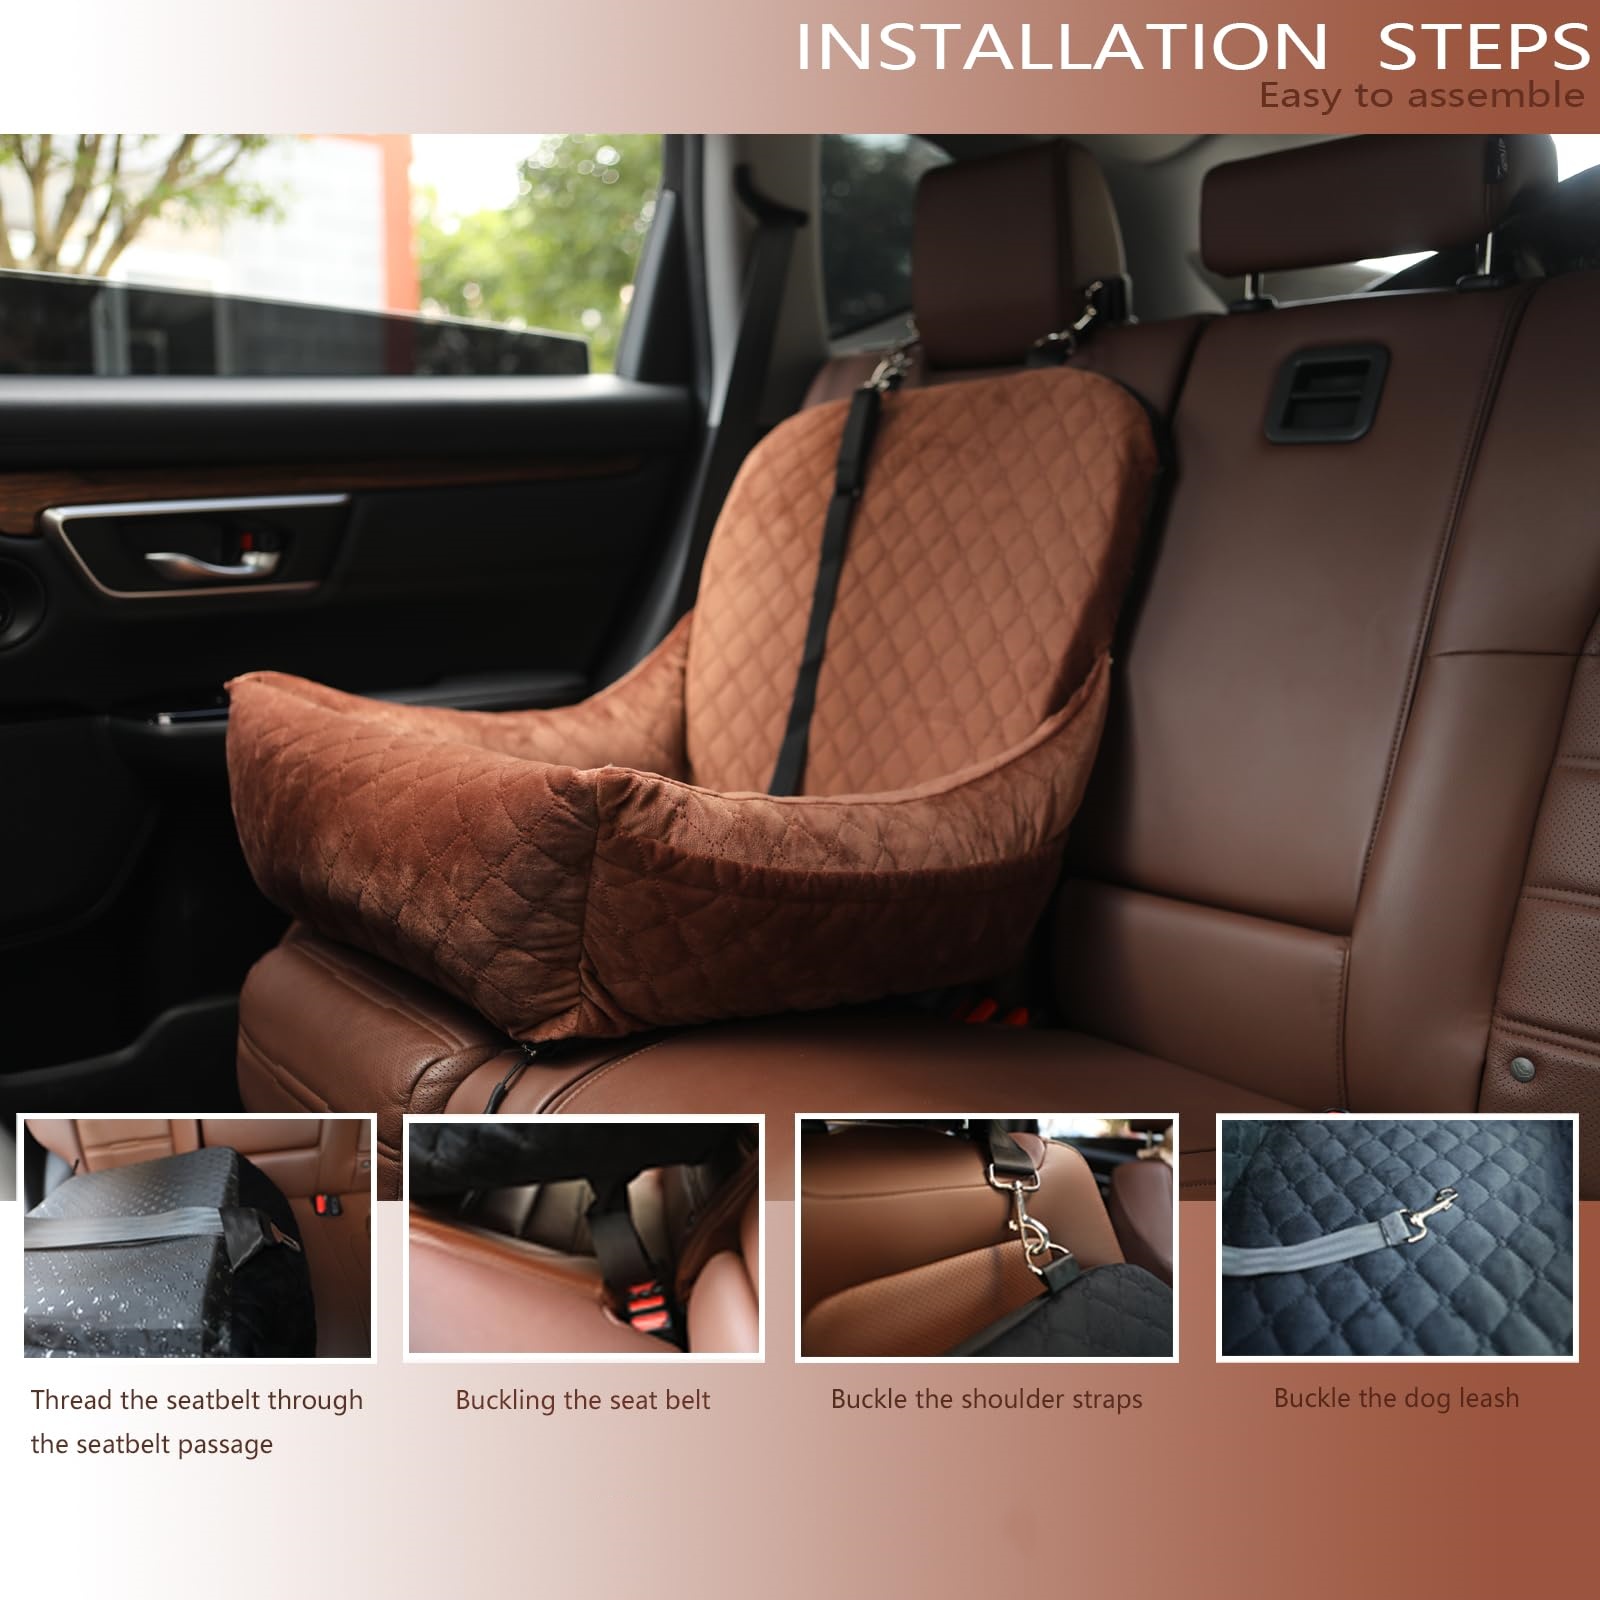 INSTALLATION STEPS
Easy to assemble
Thread the seatbelt through
the seatbelt passage
Buckling the seat belt
Buckle the shoulder straps
Buckle the dog leash